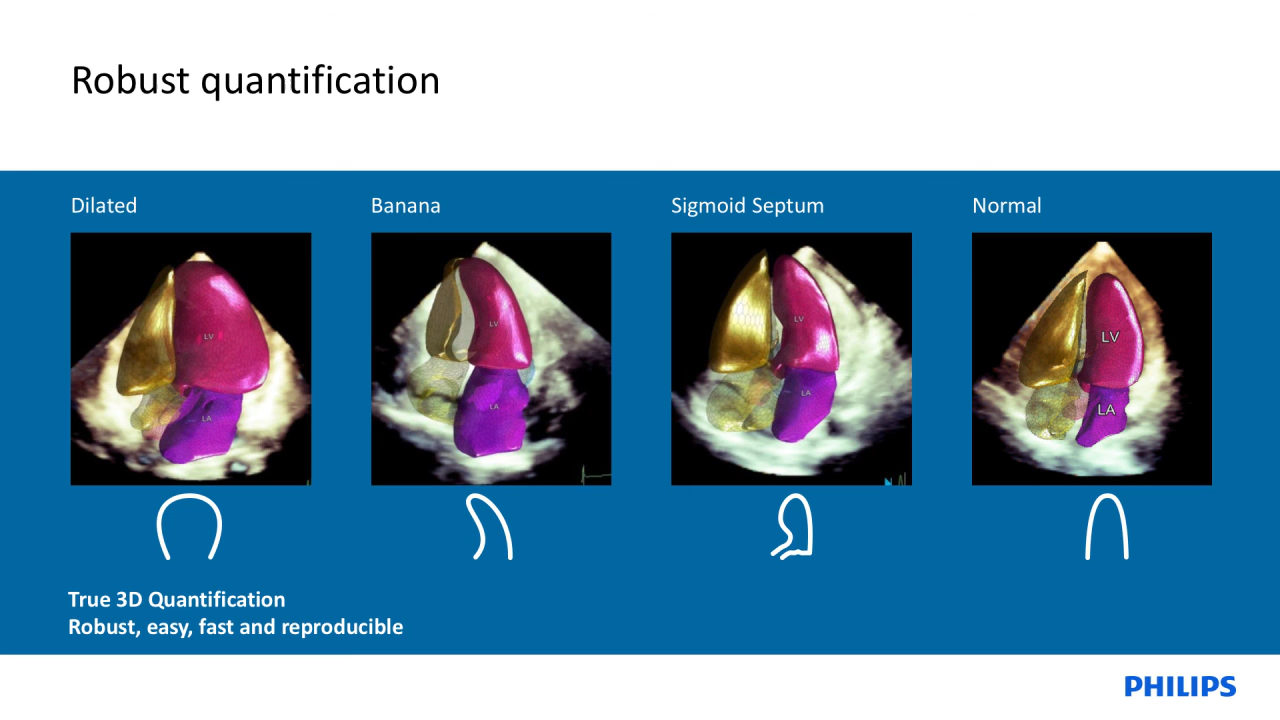 Robust quantification
Dilated
Banana
Sigmoid Septum
Normal
LV
LA
LV
LA
LV
LA
LV
LA
True 3D Quantification
Robust, easy, fast and reproducible
PHILIPS